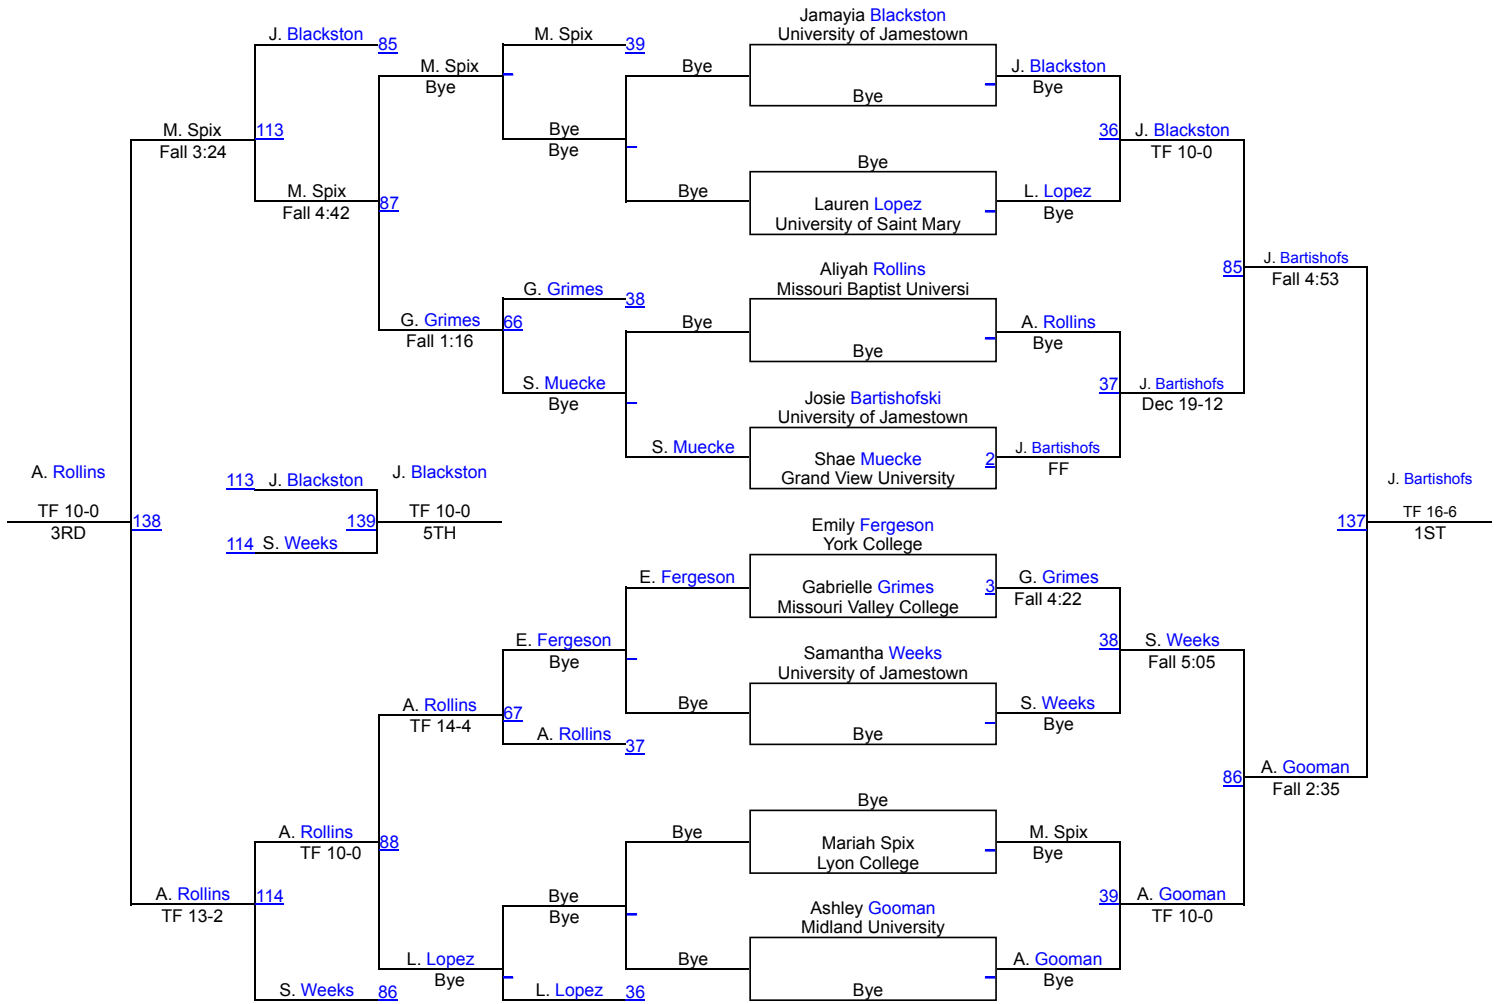 Jamayia Blackston
University of Jamestown
J. Blackston
85
M. Spix
39
M. Spix
Bye
Bye
J. Blackston
Bye
Bye
M. Spix
Fall 3:24
113
Bye
Bye
36
J. Blackston
TF 10-0
Bye
M. Spix
Fall 4:42
87
Bye
Lauren Lopez
University of Saint Mary
L. Lopez
Bye
Aliyah Rollins
Missouri Baptist Universi
85
J. Bartishofs
Fall 4:53
G. Grimes
38
G. Grimes
Fall 1:16
66
Bye
Bye
A. Rollins
Bye
S. Muecke
Bye
Josie Bartishofski
University of Jamestown
37
J. Bartishofs
Dec 19-12
S. Muecke
Shae Muecke
Grand View University
2
J. Bartishofs
FF
A. Rollins
TF 10-0
3RD
138
113
J. Blackston
114
S. Weeks
139
J. Blackston
TF 10-0
5TH
J. Bartishofs
137
TF 16-6
1ST
Emily Fergeson
York College
E. Fergeson
Gabrielle Grimes
Missouri Valley College
3
G. Grimes
Fall 4:22
E. Fergeson
Bye
Samantha Weeks
University of Jamestown
38
S. Weeks
Fall 5:05
A. Rollins
TF 14-4
67
Bye
Bye
S. Weeks
Bye
A. Rollins
37
86
A. Gooman
Fall 2:35
Bye
A. Rollins
TF 10-0
88
Bye
Mariah Spix
Lyon College
M. Spix
Bye
A. Rollins
TF 13-2
114
Bye
Bye
Ashley Gooman
Midland University
39
A. Gooman
TF 10-0
L. Lopez
Bye
Bye
Bye
A. Gooman
Bye
S. Weeks
86
L. Lopez
36